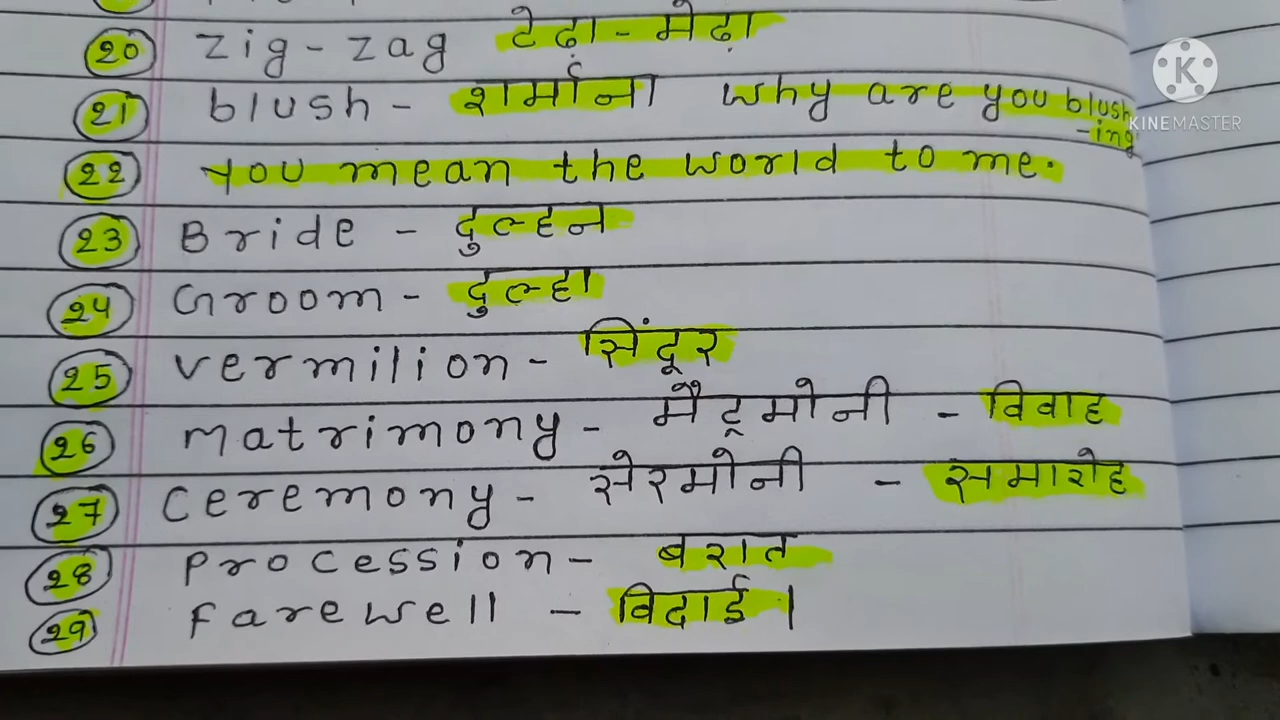 20 zig-zag टेढ़ा-मेढ़ा
21 blush - शर्माना why are you blush
-ing
22 You mean the world to me.
23 Bride - दुल्हन
24 Groom - दुल्हा
25 vermilion - सिंदूर
26 Matrimony - मैट्रमोनी - विवाह
27 Ceremony - सेरमोनी - समारोह
28 Procession - बरात
29 Farewell - विदाई।
K
KINEMASTER